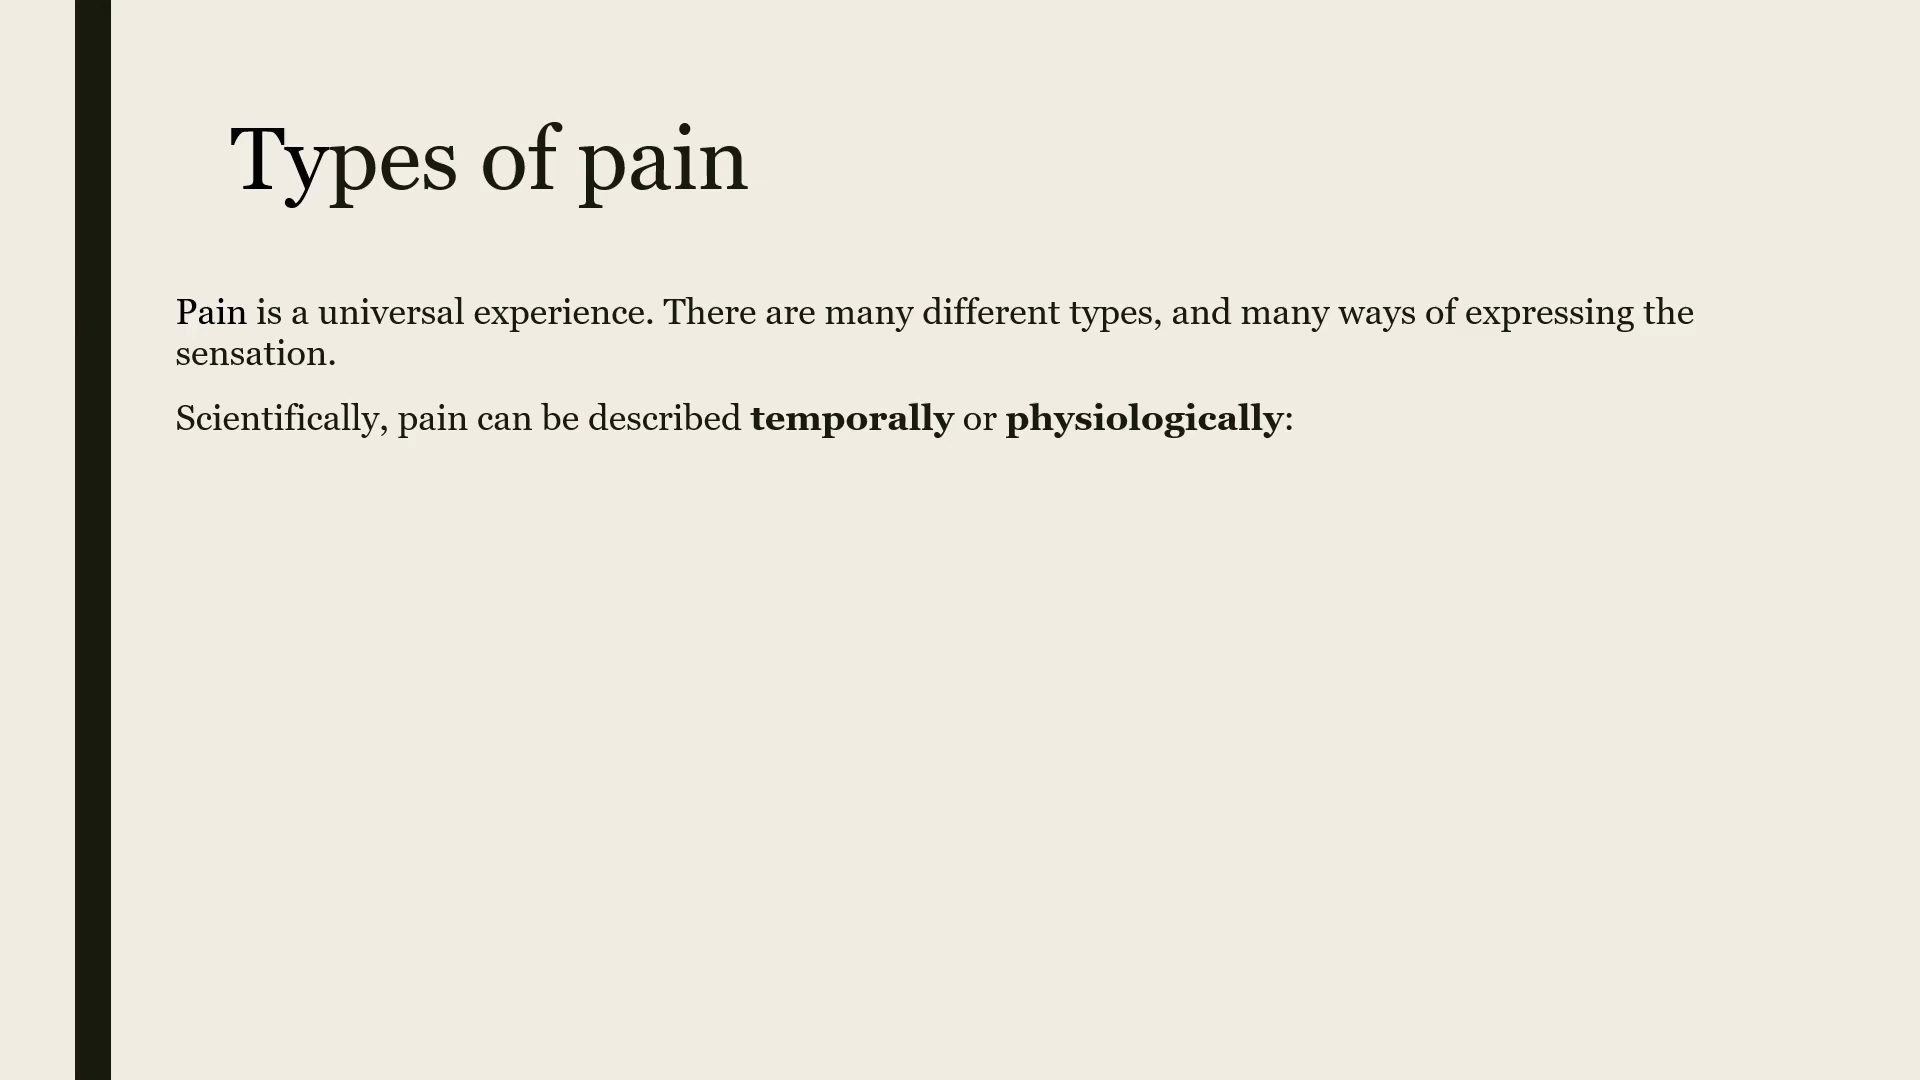 Types of pain
Pain is a universal experience. There are many different types, and many ways of expressing the
sensation.
Scientifically, pain can be described temporally or physiologically: